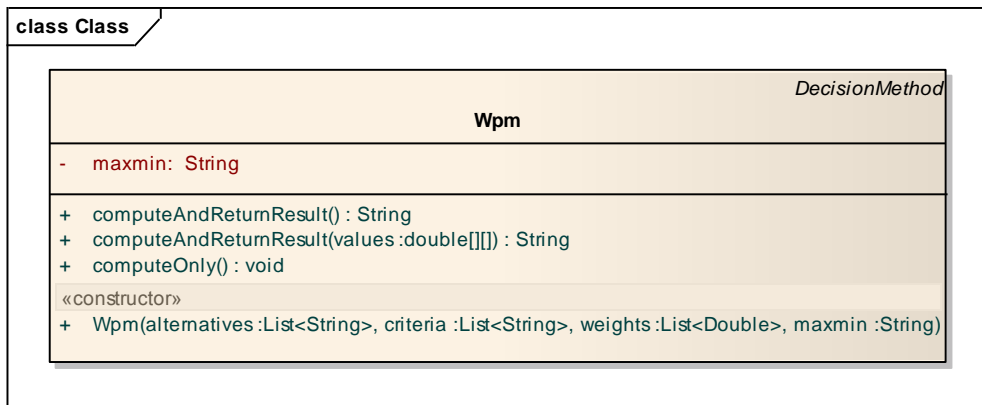 class Class
DecisionMethod
Wpm
- maxmin: String
+ computeAndReturnResult() : String
+ computeAndReturnResult(values :double[][]) : String
+ computeOnly() : void
«constructor»
+ Wpm(alternatives :List<String>, criteria :List<String>, weights :List<Double>, maxmin :String)